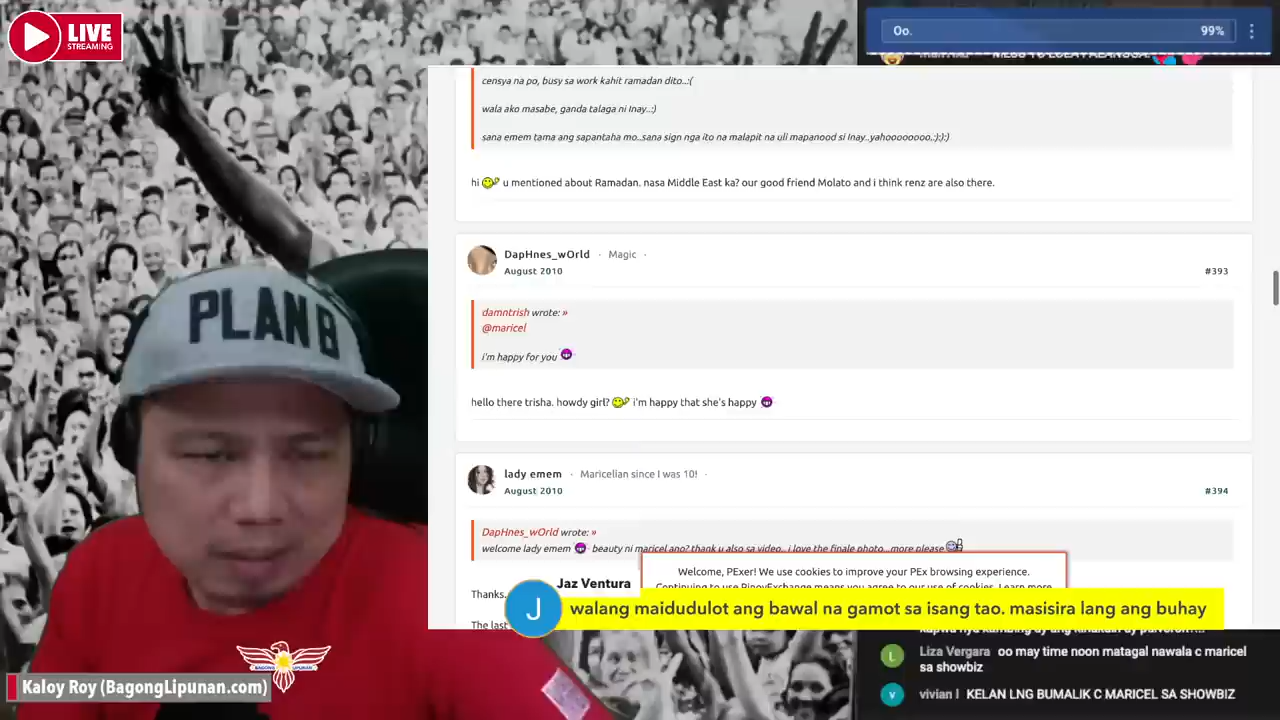 LIVE
STREAMING
Oo.
99%
censya na po, busy sa work kahit ramadan dito..:(
wala ako masabe, ganda talaga ni Inay..:)
sana emem tama ang sapantaha mo..sana sign nga ito na malapit na uli mapanood si Inay..yahoooooooo..:):):)
hi u mentioned about Ramadan. nasa Middle East ka? our good friend Molato and i think renz are also there.
DapHnes_wOrld · Magic ·
August 2010
#393
damntrish wrote: »
@maricel
i'm happy for you
hello there trisha. howdy girl? i'm happy that she's happy
lady emem · Maricelian since I was 10! ·
August 2010
#394
DapHnes_wOrld wrote: »
welcome lady emem beauty ni maricel ano? thank u also sa video.. i love the finale photo...more please
Welcome, PExer! We use cookies to improve your PEx browsing experience.
Continuing to use PinoyExchange means you agree to our use of cookies. Learn more
Thanks.
The last
Jaz Ventura
J
walang maidudulot ang bawal na gamot sa isang tao. masisira lang ang buhay
L
Liza Vergara oo may time noon matagal nawala c maricel
sa showbiz
v
vivian l KELAN LNG BUMALIK C MARICEL SA SHOWBIZ
PLAN B
BAGONG LIPUNAN
Kaloy Roy (BagongLipunan.com)